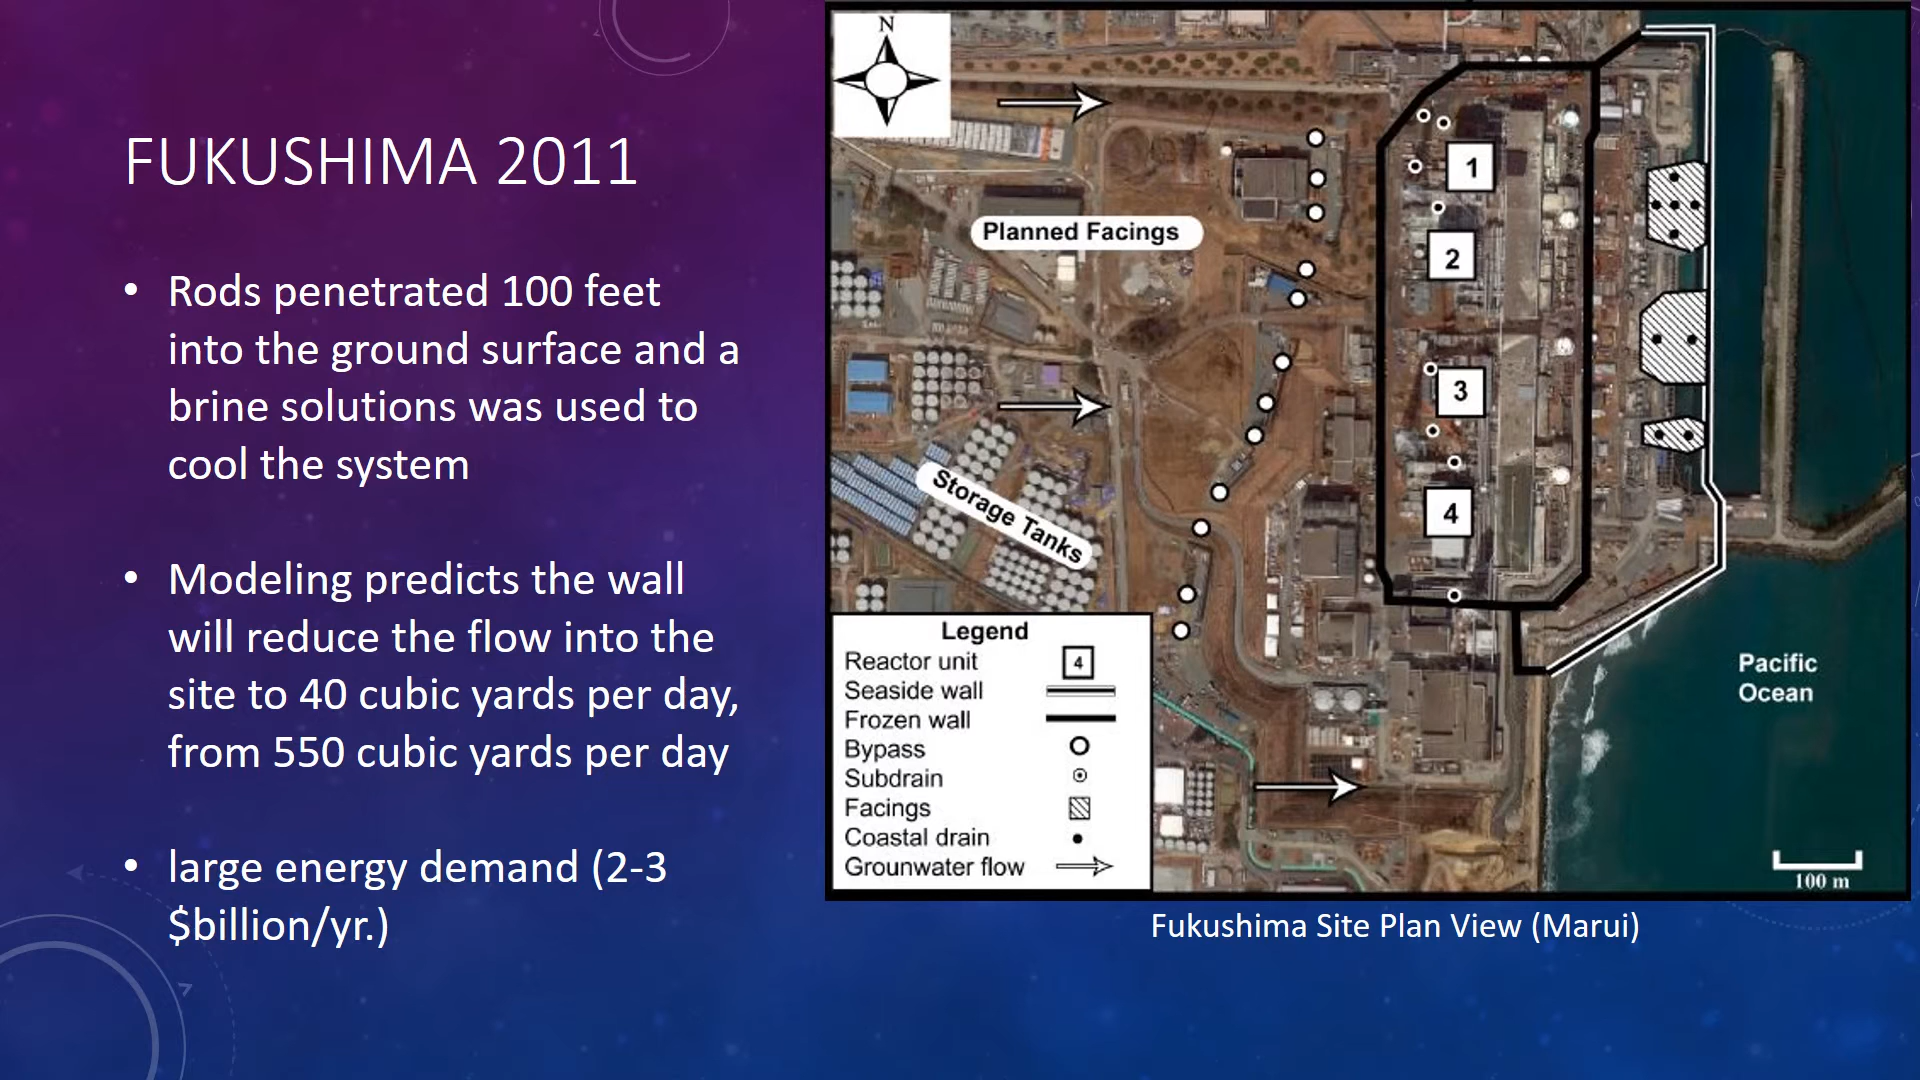 FUKUSHIMA 2011
• Rods penetrated 100 feet
into the ground surface and a
brine solutions was used to
cool the system
• Modeling predicts the wall
will reduce the flow into the
site to 40 cubic yards per day,
from 550 cubic yards per day
• large energy demand (2-3
$billion/yr.)
N
Planned Facings
Storage Tanks
1
2
3
4
Legend
Reactor unit 4
Seaside wall
Frozen wall
Bypass
Subdrain
Facings
Coastal drain
Grounwater flow
Pacific
Ocean
100 m
Fukushima Site Plan View (Marui)